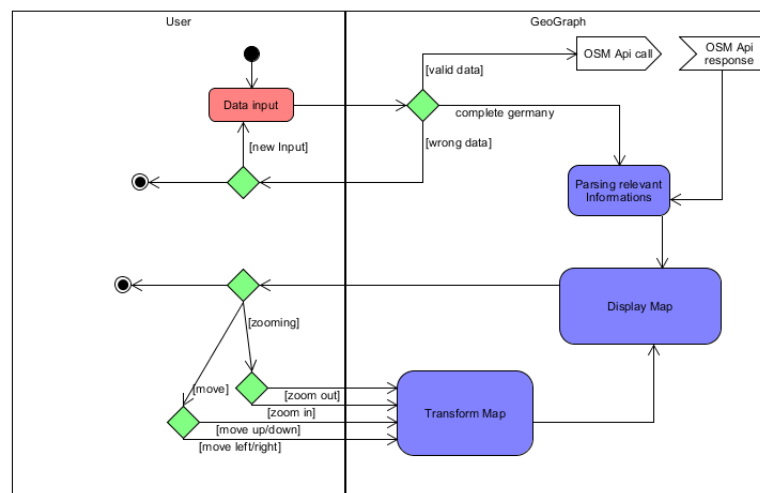 User
GeoGraph
OSM Api call
OSM Api
response
[valid data]
Data input
complete germany
[wrong data]
[new Input]
Parsing relevant
Informations
Display Map
[zooming]
[move]
[zoom out]
[zoom in]
Transform Map
[move up/down]
[move left/right]